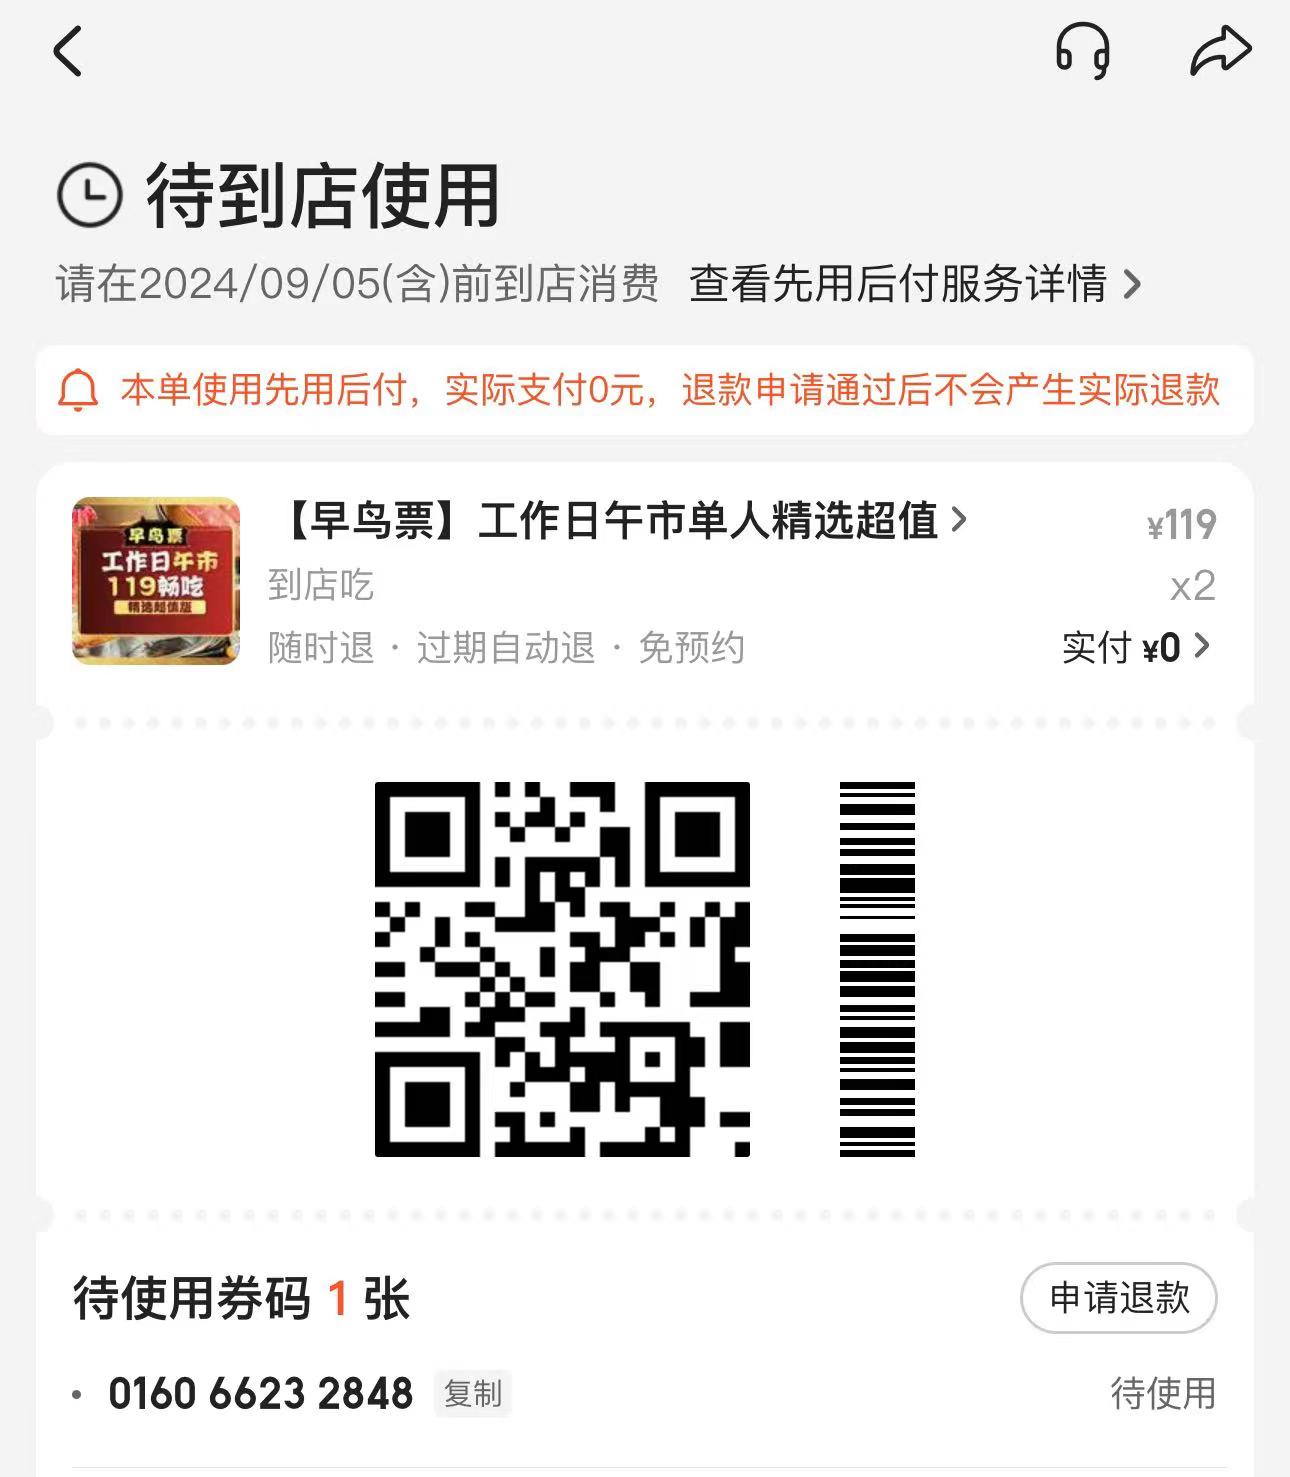 待到店使用
请在2024/09/05(含)前到店消费 查看先用后付服务详情
本单使用先用后付，实际支付0元，退款申请通过后不会产生实际退款
早鸟票
工作日午市
119畅吃
精选超值版
【早鸟票】工作日午市单人精选超值
¥119
到店吃
x2
随时退 · 过期自动退 · 免预约
实付 ¥0
待使用券码 1 张
申请退款
0160 6623 2848 复制
待使用